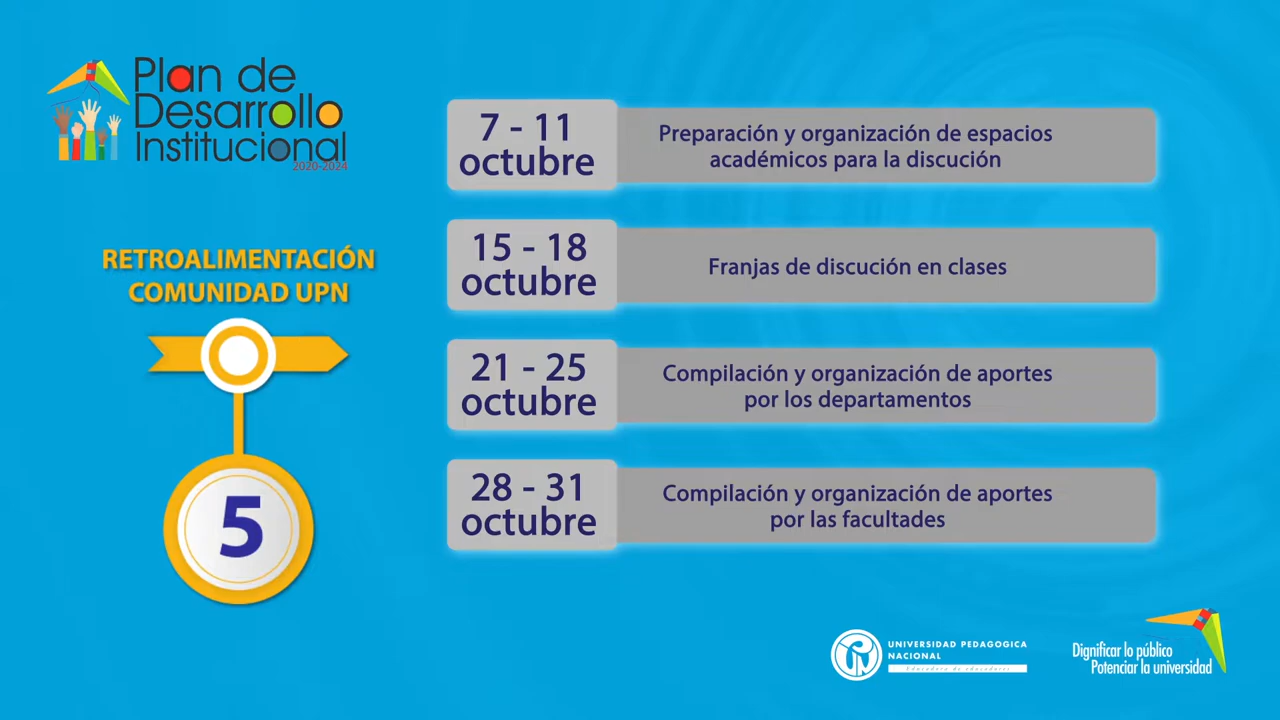 Plan de
Desarrollo
Institucional
2020-2024
RETROALIMENTACIÓN
COMUNIDAD UPN
5
7 - 11
octubre
Preparación y organización de espacios
académicos para la discución
15 - 18
octubre
Franjas de discución en clases
21 - 25
octubre
Compilación y organización de aportes
por los departamentos
28 - 31
octubre
Compilación y organización de aportes
por las facultades
UNIVERSIDAD PEDAGOGICA
NACIONAL
Educadora de educadores
Dignificar lo público
Potenciar la universidad